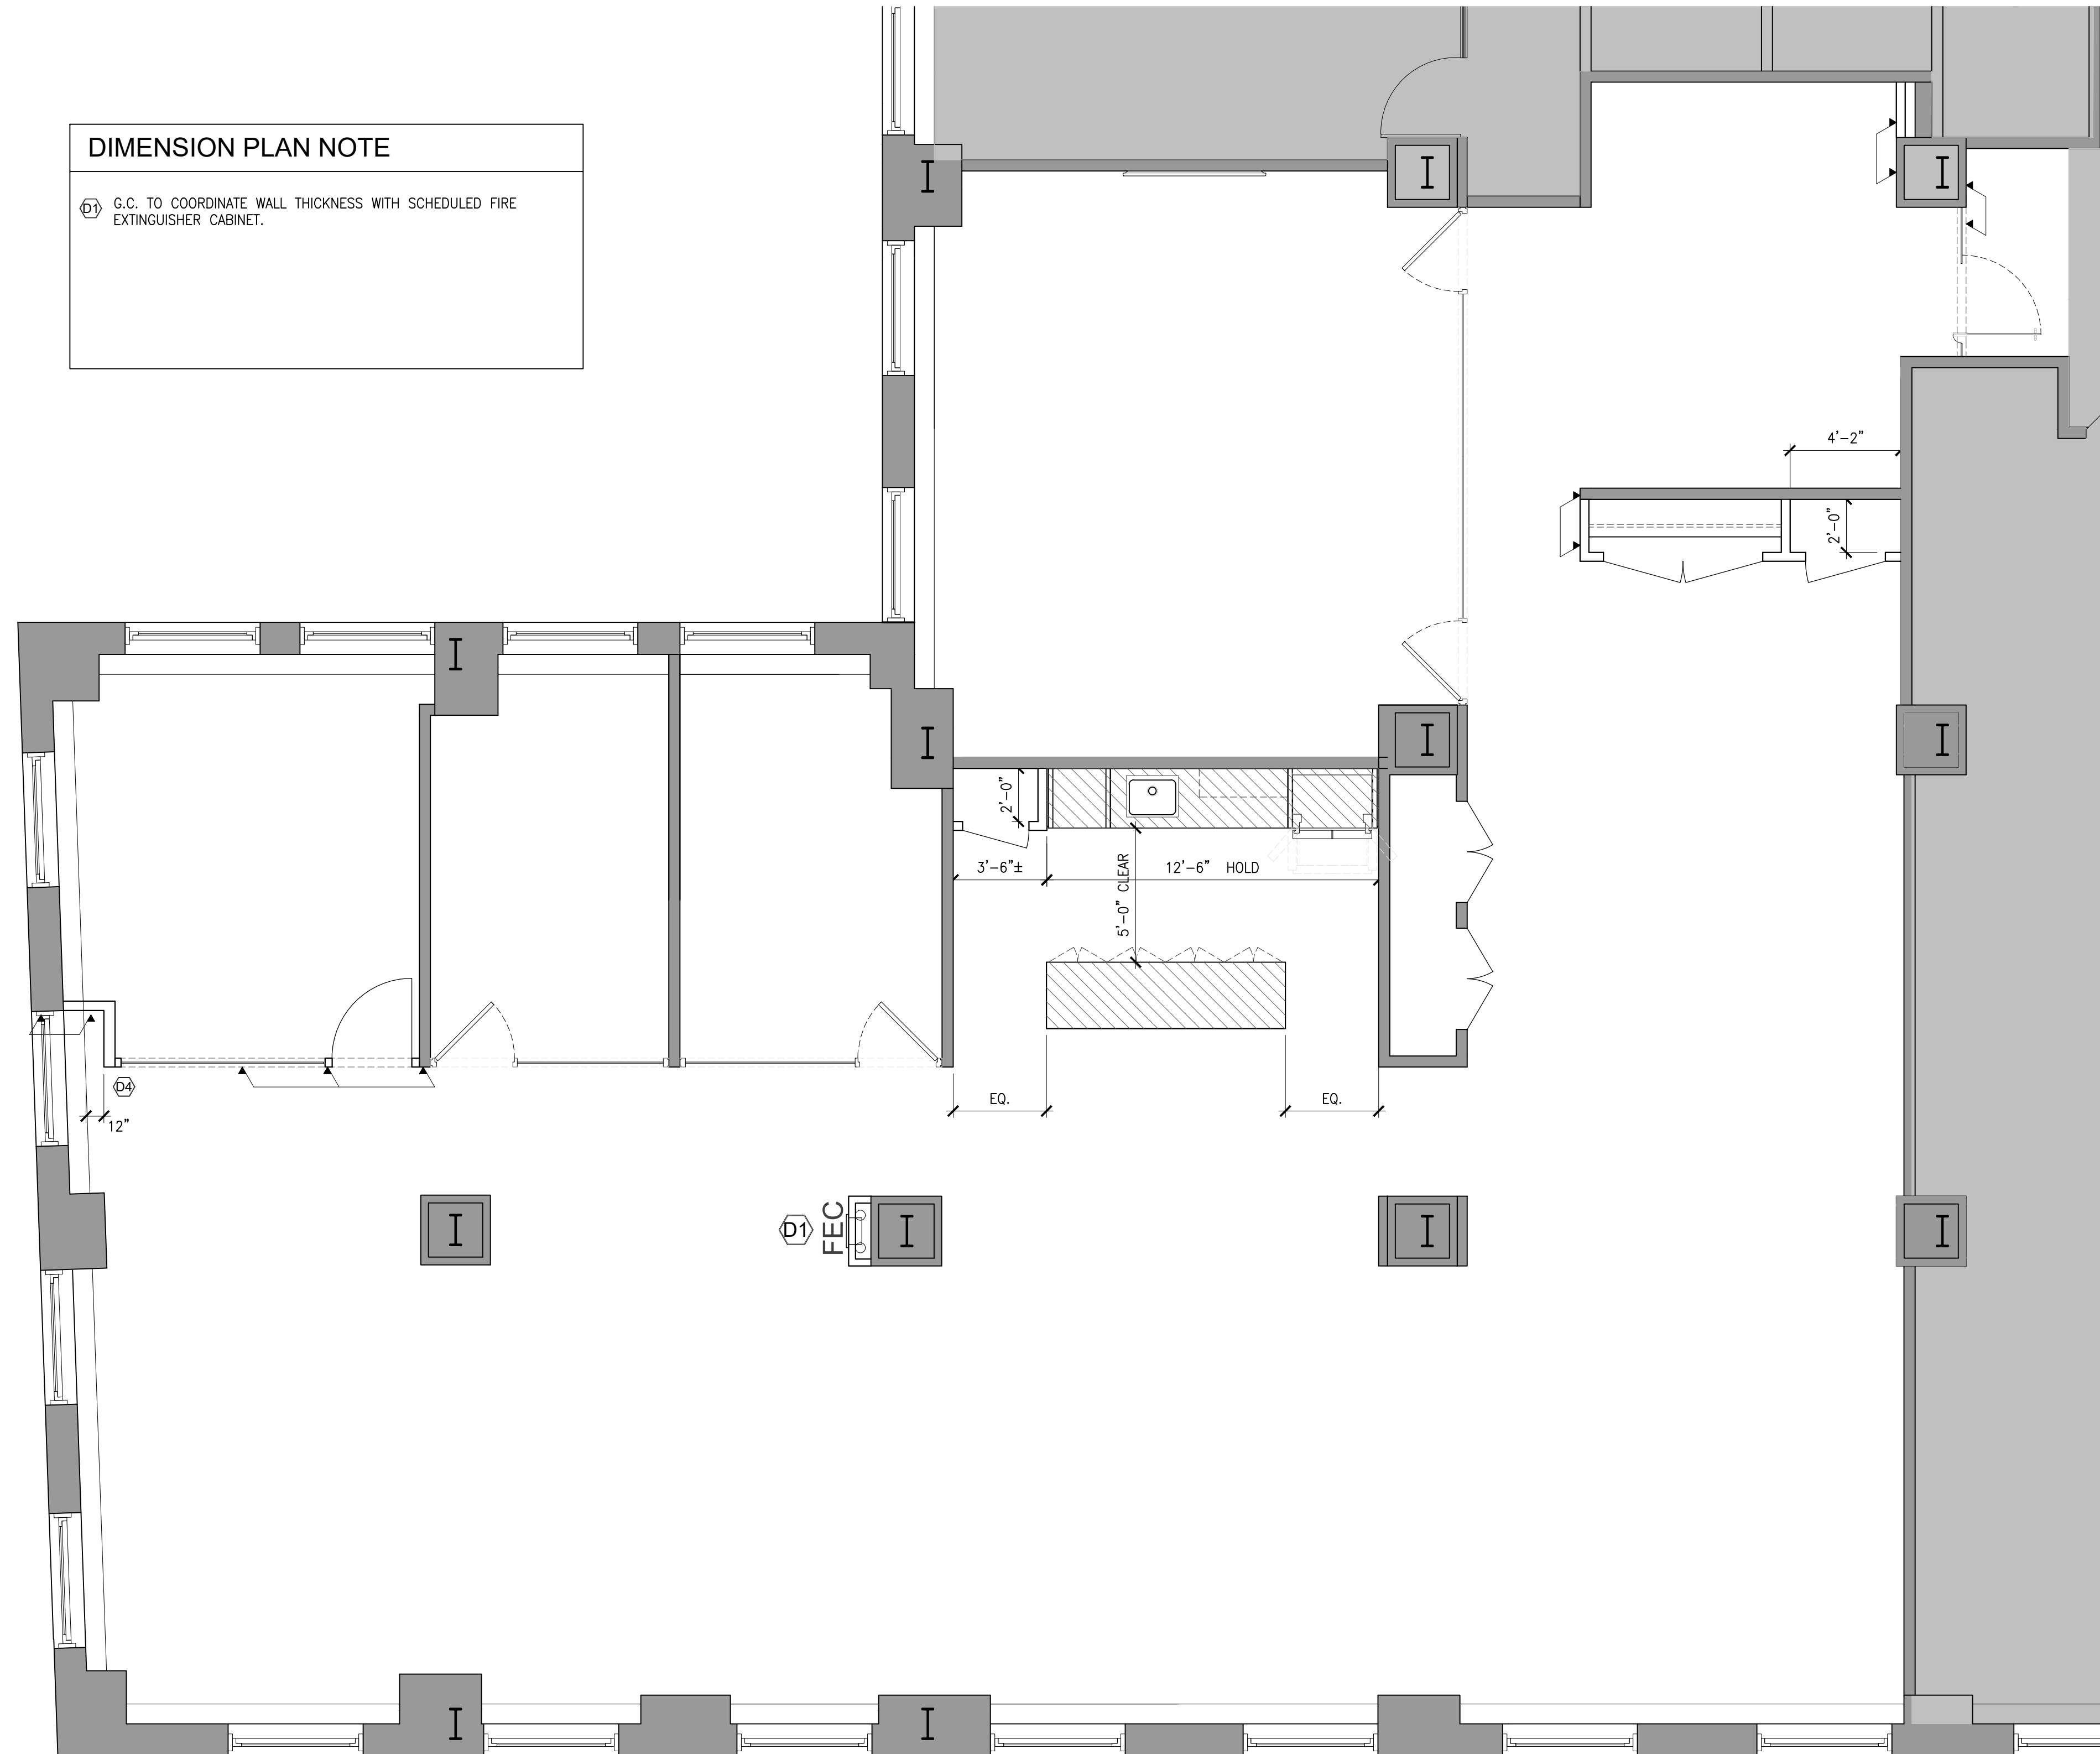 DIMENSION PLAN NOTE
D1 G.C. TO COORDINATE WALL THICKNESS WITH SCHEDULED FIRE
EXTINGUISHER CABINET.
4'-2"
2'-0"
2'-0"
3'-6"±
12'-6" HOLD
5'-0" CLEAR
D4
12"
EQ.
EQ.
D1
FEC